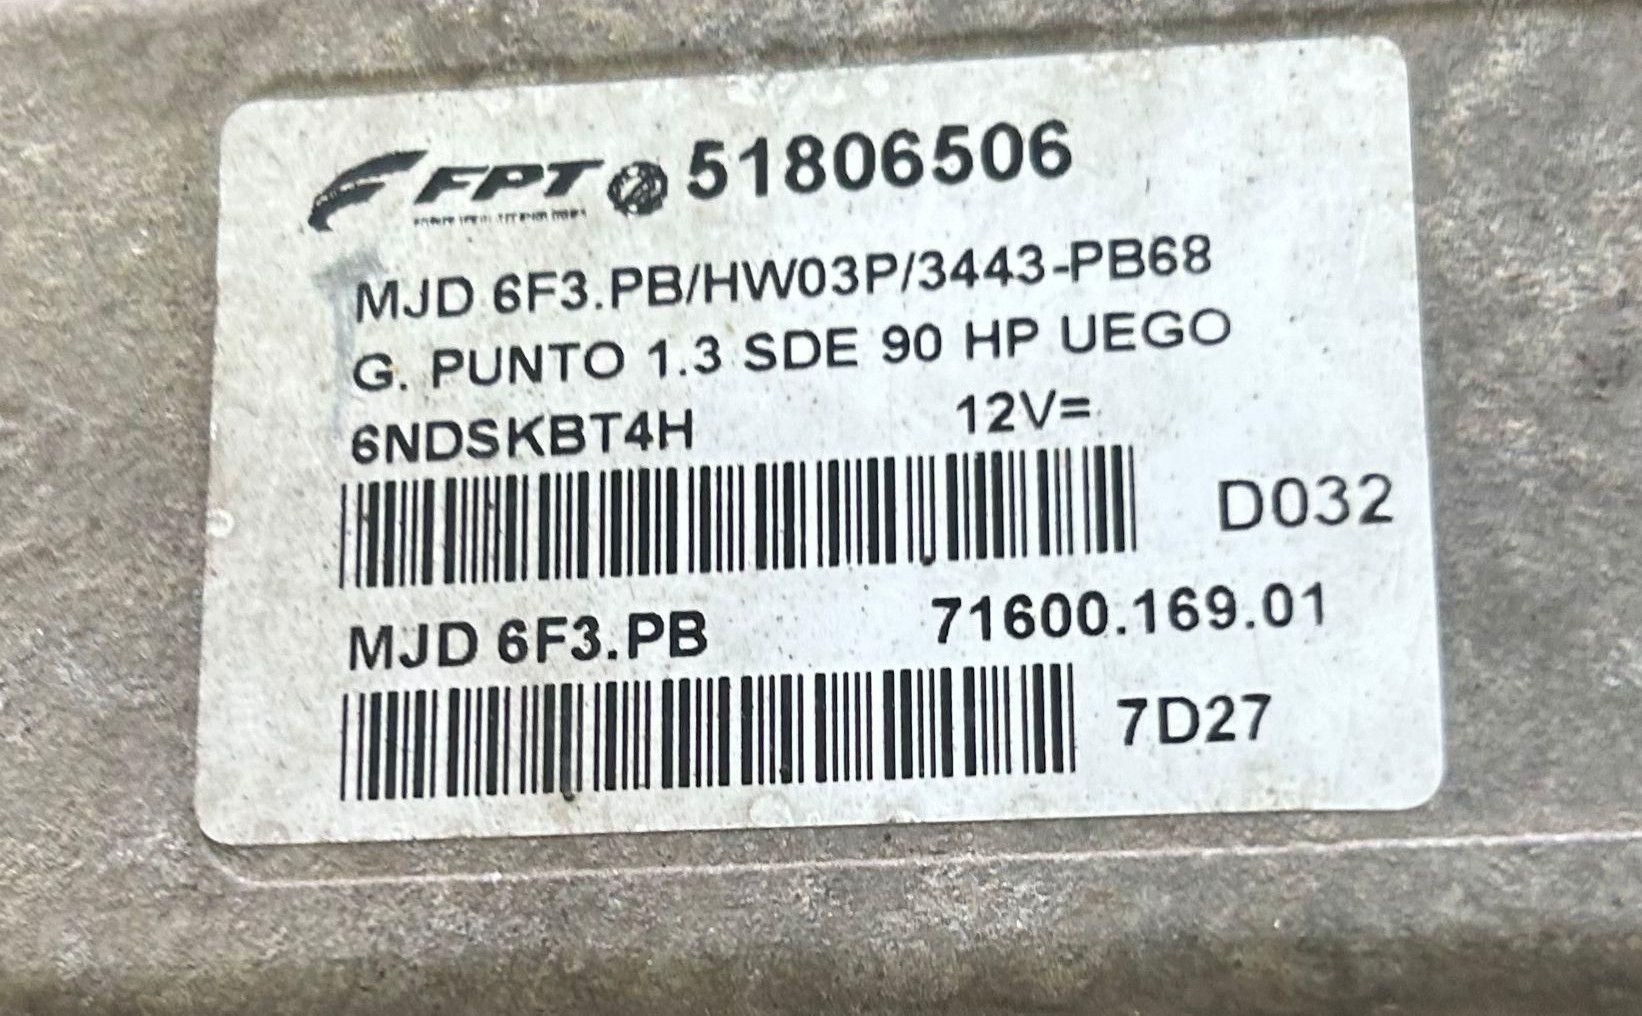 FPT 51806506
MJD 6F3.PB/HW03P/3443-PB68
G. PUNTO 1.3 SDE 90 HP UEGO
6NDSKBT4H 12V=
D032
MJD 6F3.PB 71600.169.01
7D27